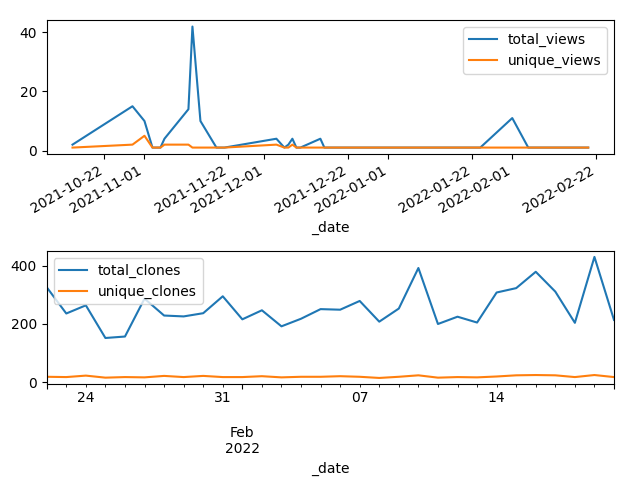 40
20
0
total_views
unique_views
2021-10-22
2021-11-01
2021-11-22
2021-12-01
2021-12-22
2022-01-01
2022-01-22
2022-02-01
2022-02-22
_date
400
200
0
total_clones
unique_clones
24
31
07
14
Feb
2022
_date